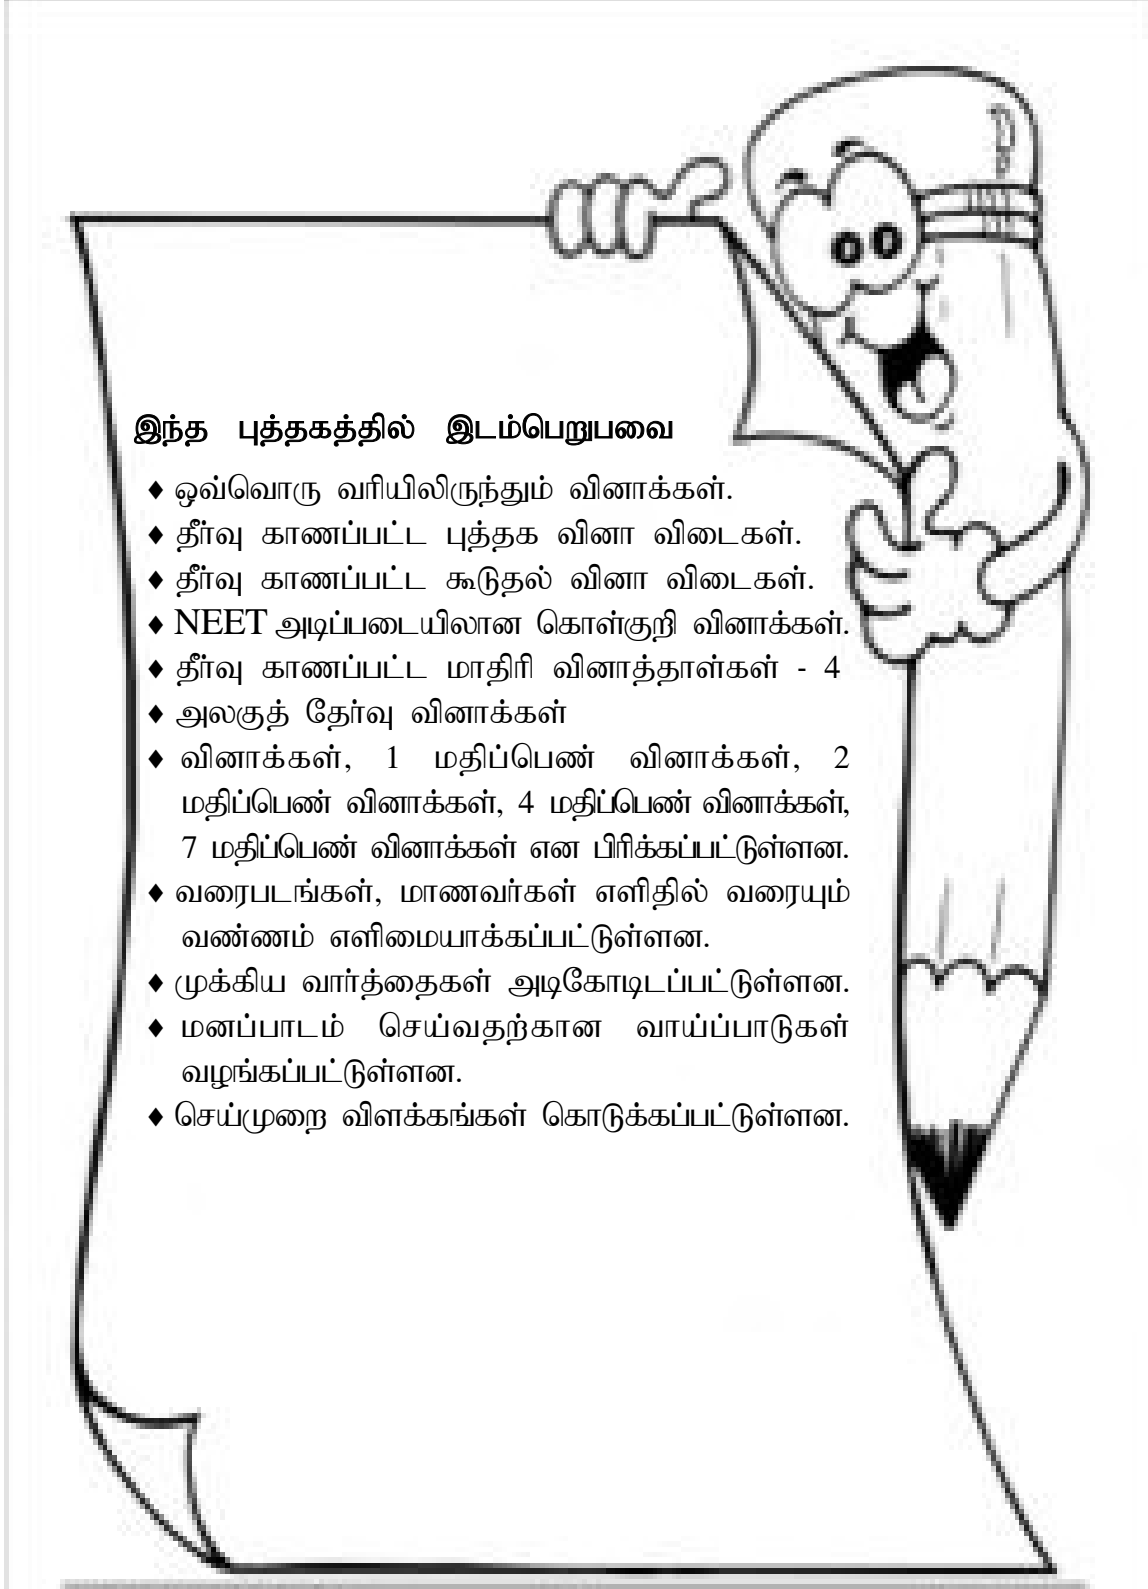 இந்த புத்தகத்தில் இடம்பெறுபவை
♦ ஒவ்வொரு வரியிலிருந்தும் வினாக்கள்.
♦ தீர்வு காணப்பட்ட புத்தக வினா விடைகள்.
♦ தீர்வு காணப்பட்ட கூடுதல் வினா விடைகள்.
♦ NEET அடிப்படையிலான கொள்குறி வினாக்கள்.
♦ தீர்வு காணப்பட்ட மாதிரி வினாத்தாள்கள் - 4
♦ அலகுத் தேர்வு வினாக்கள்
♦ வினாக்கள், 1 மதிப்பெண் வினாக்கள், 2
மதிப்பெண் வினாக்கள், 4 மதிப்பெண் வினாக்கள்,
7 மதிப்பெண் வினாக்கள் என பிரிக்கப்பட்டுள்ளன.
♦ வரைபடங்கள், மாணவர்கள் எளிதில் வரையும்
வண்ணம் எளிமையாக்கப்பட்டுள்ளன.
♦ முக்கிய வார்த்தைகள் அடிகோடிடப்பட்டுள்ளன.
♦ மனப்பாடம் செய்வதற்கான வாய்ப்பாடுகள்
வழங்கப்பட்டுள்ளன.
♦ செய்முறை விளக்கங்கள் கொடுக்கப்பட்டுள்ளன.